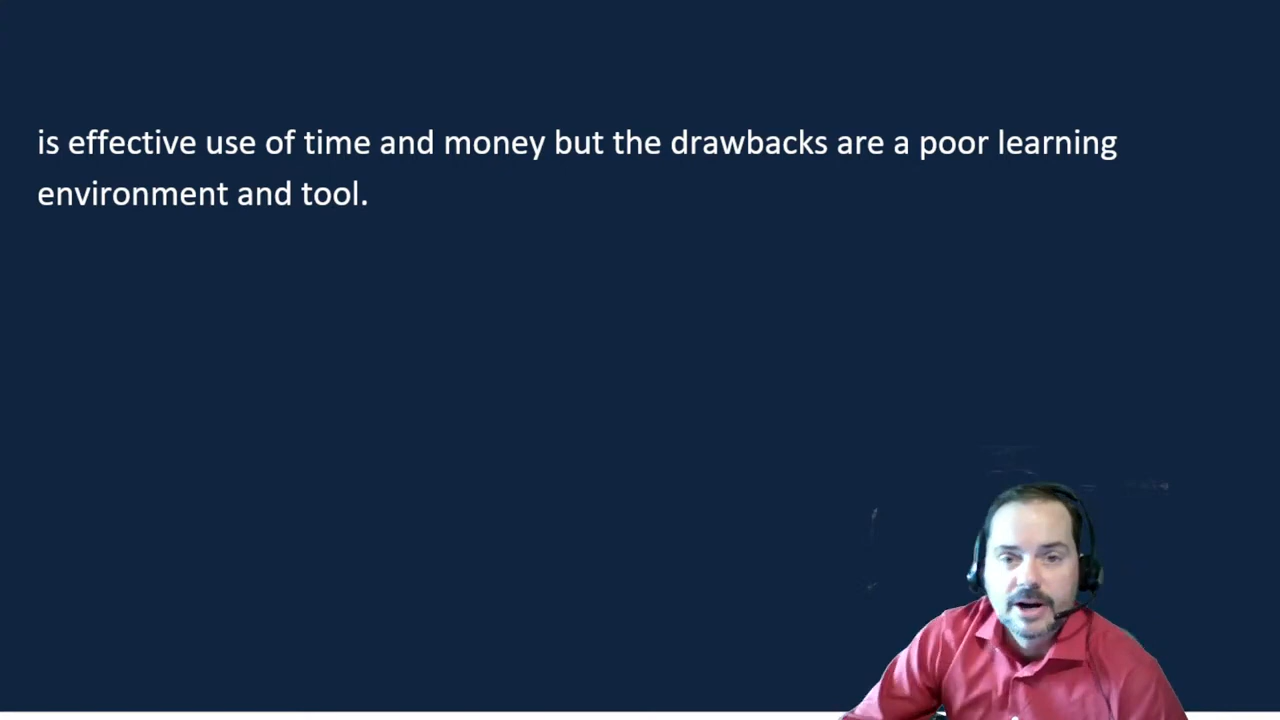 is effective use of time and money but the drawbacks are a poor learning
environment and tool.